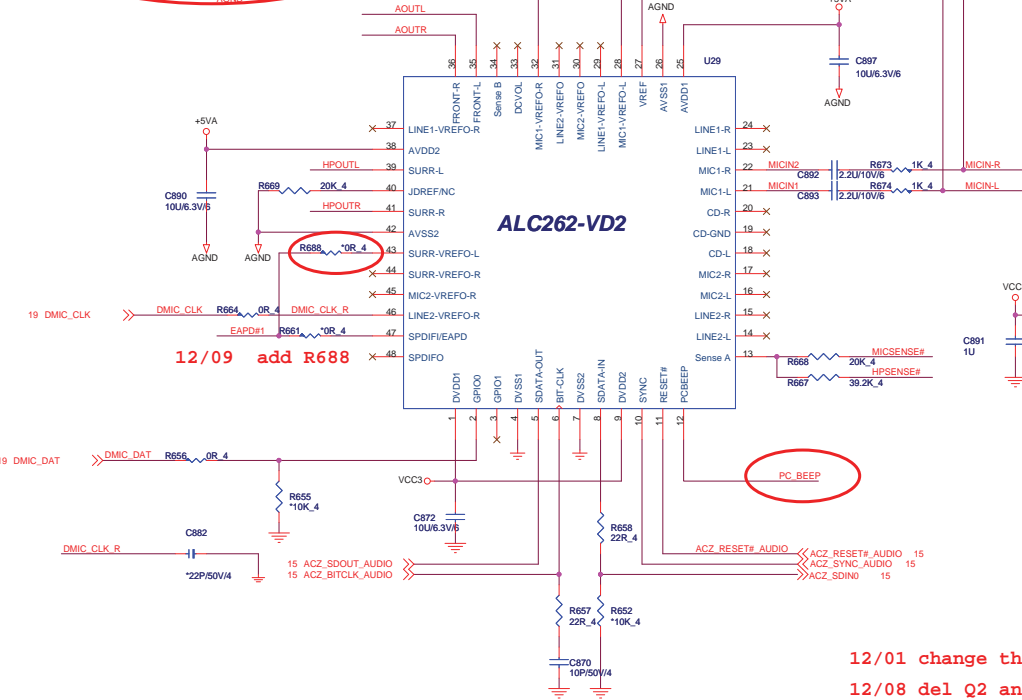 AOUTL
AOUTR
AGND
+5VA
C897
10U/6.3V/6
AGND
U29
36
35
34
33
32
31
30
29
28
27
26
25
FRONT-R
FRONT-L
Sense B
DCVOL
MIC1-VREFO-R
LINE2-VREFO
MIC2-VREFO
LINE1-VREFO-L
MIC1-VREFO-L
VREF
AVSS1
AVDD1
+5VA
C890
10U/6.3V/6
AGND
AGND
HPOUTL
R669 20K_4
HPOUTR
R688 *0R_4
19 DMIC_CLK
DMIC_CLK R664 0R_4 DMIC_CLK_R
EAPD#1 R661 *0R_4
12/09 add R688
37 LINE1-VREFO-R
38 AVDD2
39 SURR-L
40 JDREF/NC
41 SURR-R
42 AVSS2
43 SURR-VREFO-L
44 SURR-VREFO-R
45 MIC2-VREFO-R
46 LINE2-VREFO-R
47 SPDIFI/EAPD
48 SPDIFO
ALC262-VD2
LINE1-R 24
LINE1-L 23
MIC1-R 22
MIC1-L 21
CD-R 20
CD-GND 19
CD-L 18
MIC2-R 17
MIC2-L 16
LINE2-R 15
LINE2-L 14
Sense A 13
MICIN2 C892 2.2U/10V/6 R673 1K_4 MICIN-R
MICIN1 C893 2.2U/10V/6 R674 1K_4 MICIN-L
VCC
C891
1U
R668 20K_4 MICSENSE#
R667 39.2K_4 HPSENSE#
DVDD1
GPIO0
GPIO1
DVSS1
SDATA-OUT
BIT-CLK
DVSS2
SDATA-IN
DVDD2
SYNC
RESET#
PCBEEP
1
2
3
4
5
6
7
8
9
10
11
12
19 DMIC_DAT
DMIC_DAT R656 0R_4
R655
*10K_4
VCC3
C872
10U/6.3V/6
PC_BEEP
R658
22R_4
DMIC_CLK_R
C882
*22P/50V/4
15 ACZ_SDOUT_AUDIO
15 ACZ_BITCLK_AUDIO
ACZ_RESET#_AUDIO
ACZ_RESET#_AUDIO 15
ACZ_SYNC_AUDIO 15
ACZ_SDIN0 15
R657
22R_4
R652
*10K_4
C870
10P/50V/4
12/01 change th
12/08 del Q2 an